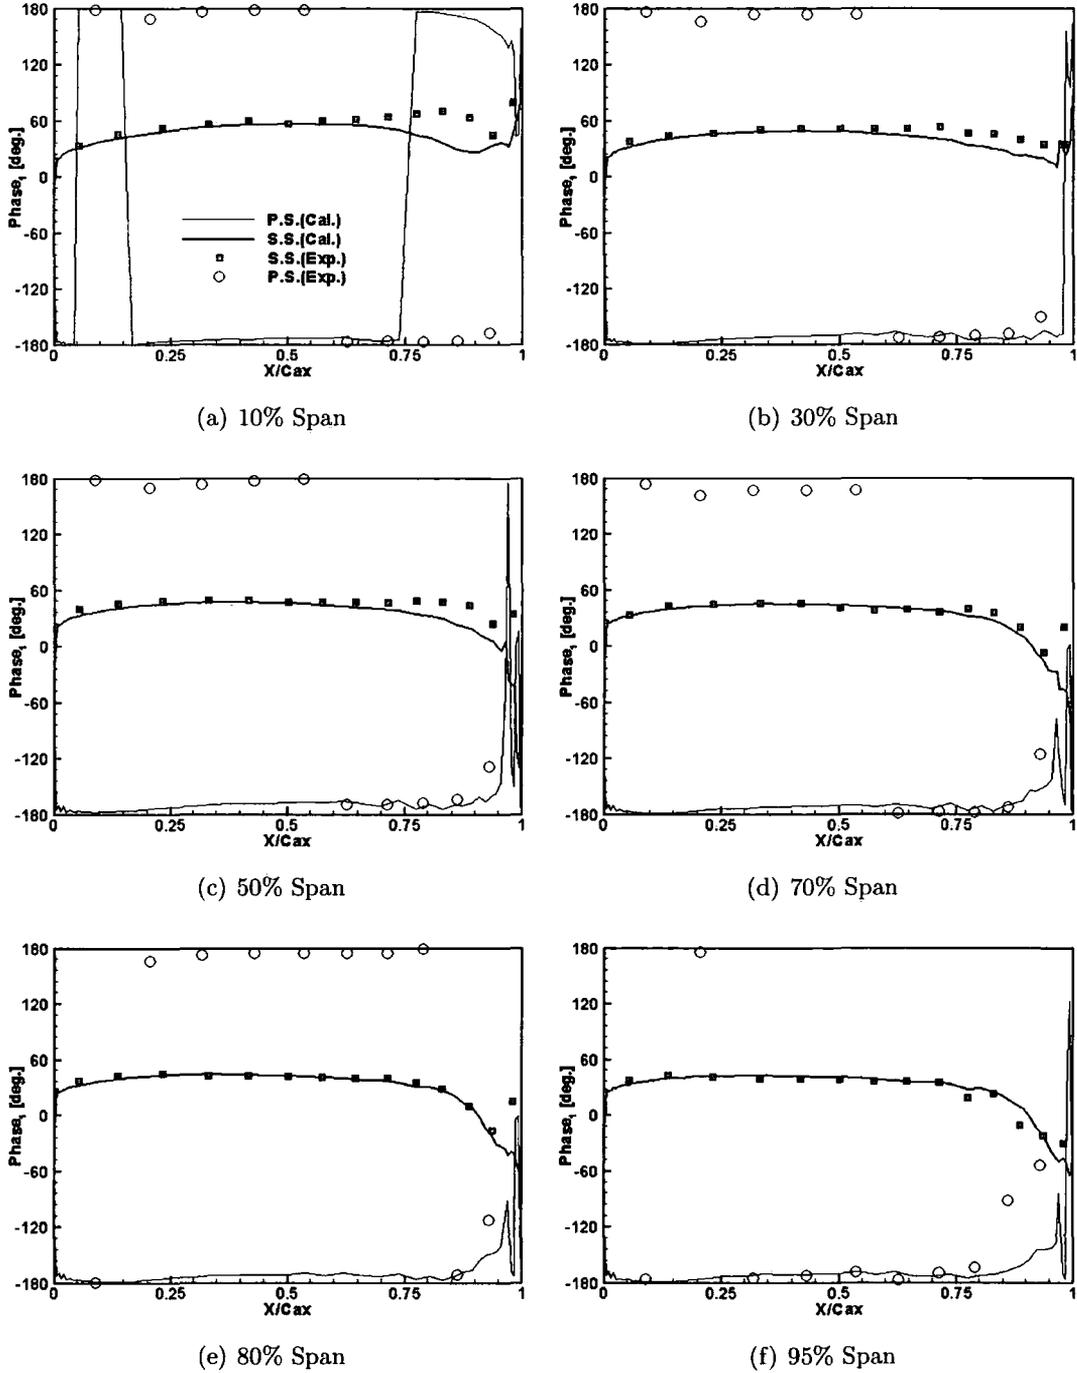 180
120
60
0
-60
-120
-180
Phase₁ [deg.]
P.S.(Cal.)
S.S.(Cal.)
S.S.(Exp.)
P.S.(Exp.)
0 0.25 0.5 0.75 1
X/Cax
(a) 10% Span
180
120
60
0
-60
-120
-180
Phase₁ [deg.]
0 0.25 0.5 0.75 1
X/Cax
(b) 30% Span
180
120
60
0
-60
-120
-180
Phase₁ [deg.]
0 0.25 0.5 0.75 1
X/Cax
(c) 50% Span
180
120
60
0
-60
-120
-180
Phase₁ [deg.]
0 0.25 0.5 0.75 1
X/Cax
(d) 70% Span
180
120
60
0
-60
-120
-180
Phase₁ [deg.]
0 0.25 0.5 0.75 1
X/Cax
(e) 80% Span
180
120
60
0
-60
-120
-180
Phase₁ [deg.]
0 0.25 0.5 0.75 1
X/Cax
(f) 95% Span